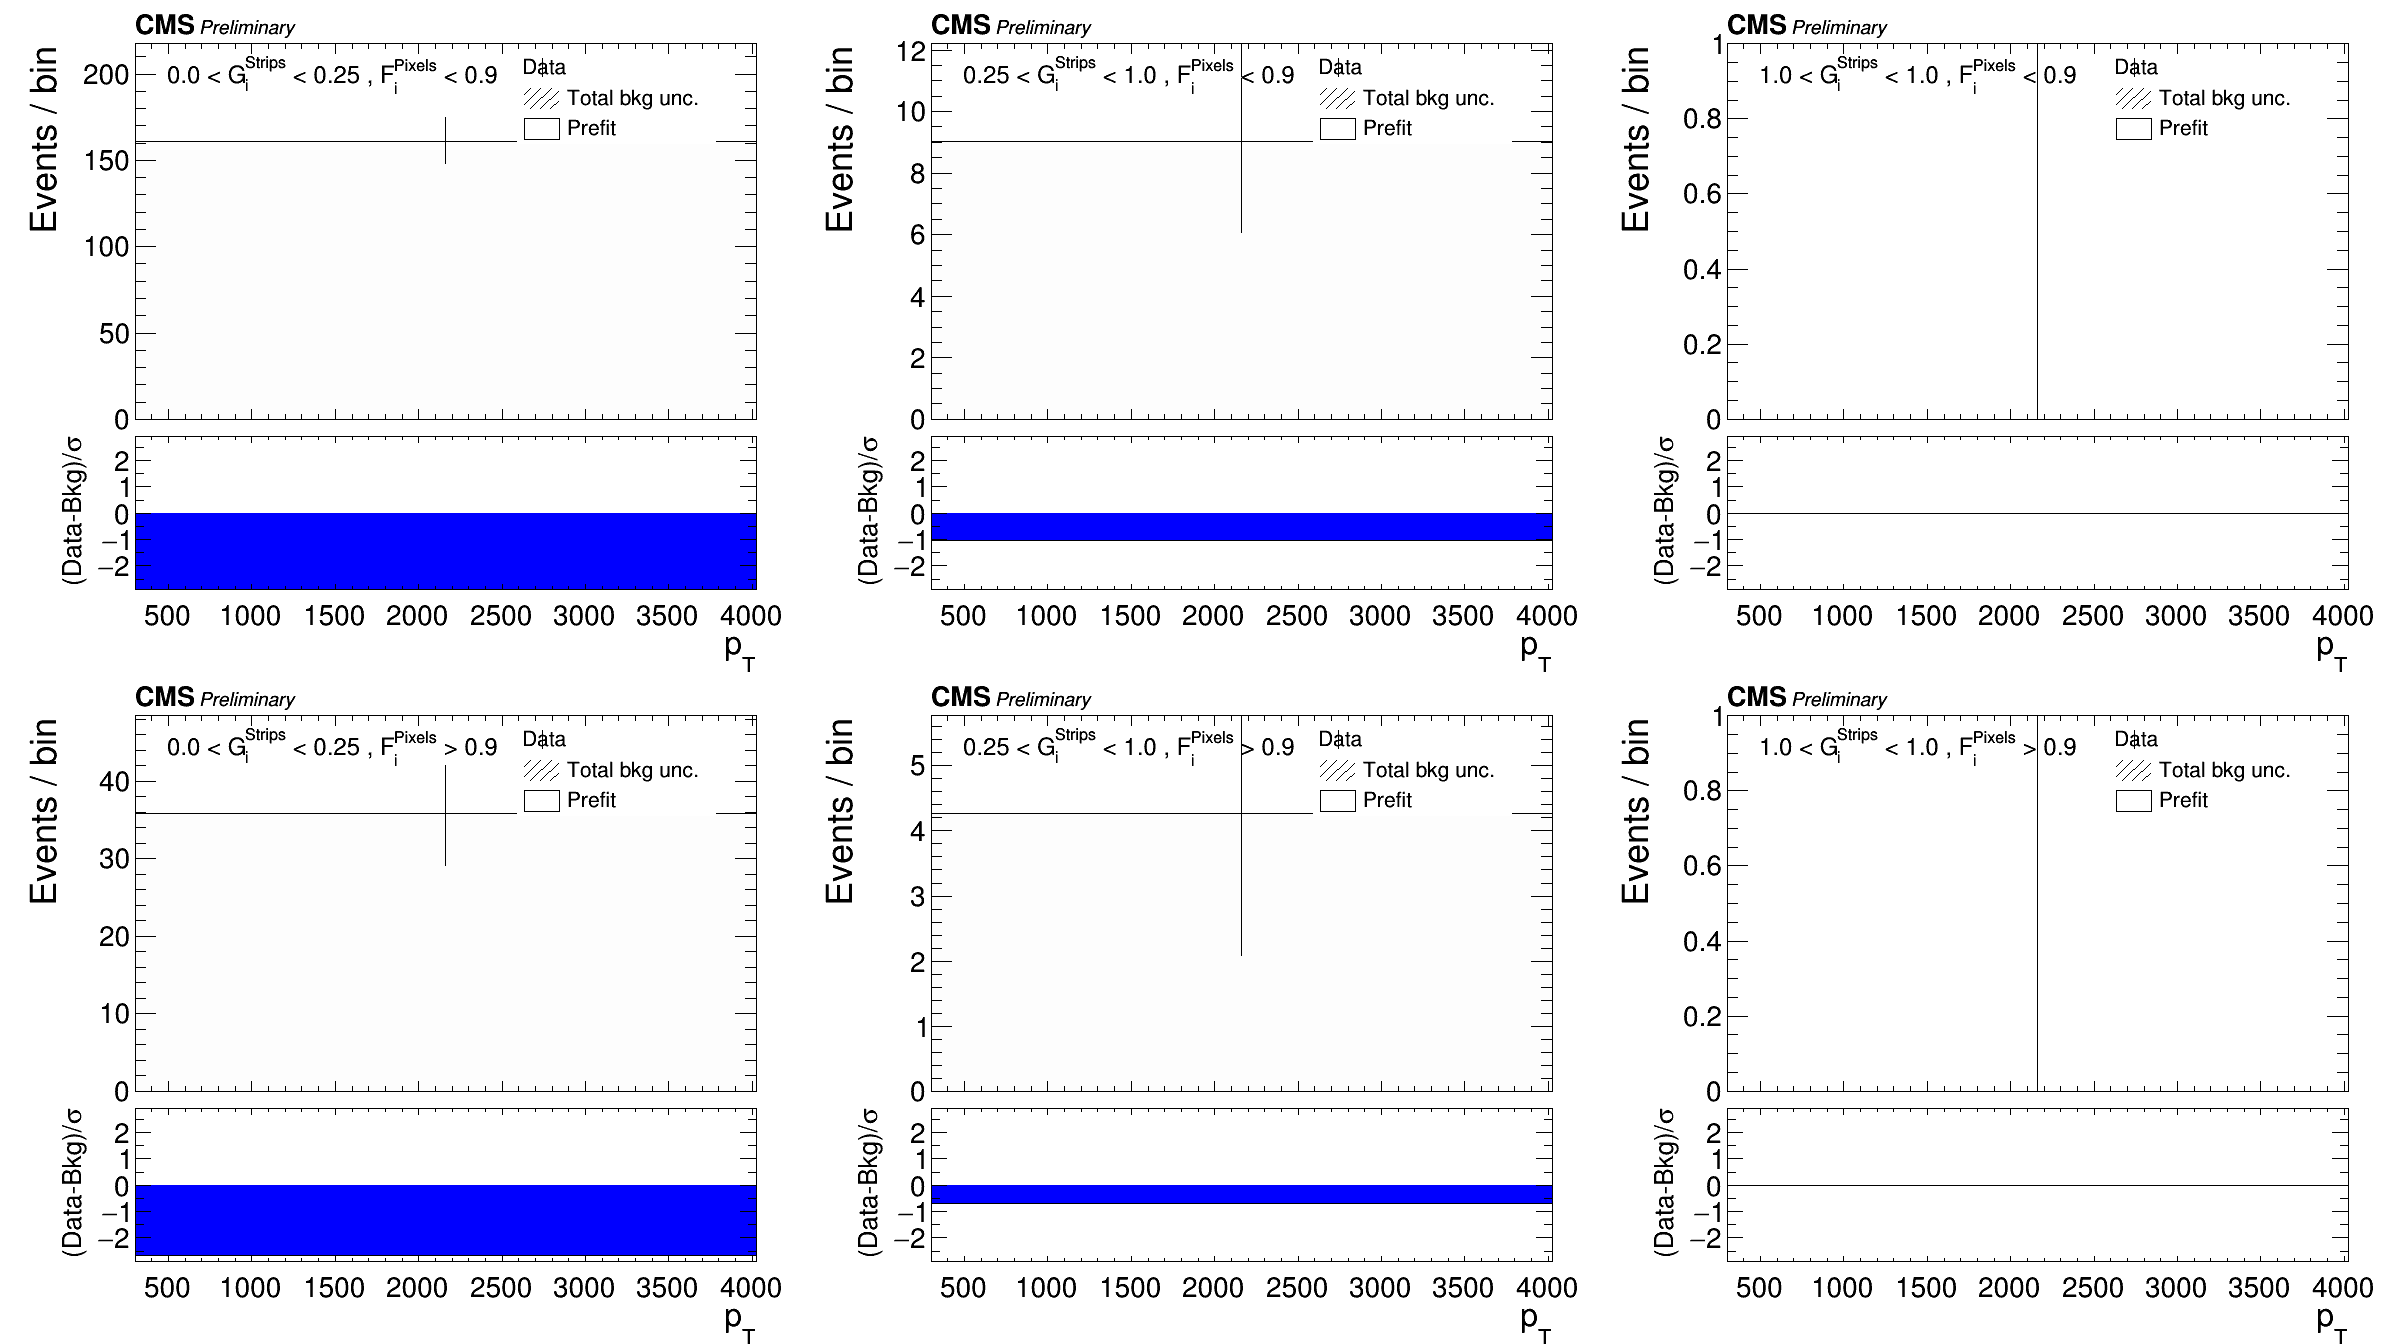 CMS Preliminary
Events / bin
200
150
100
50
0
0.0 < G_i^Strips < 0.25 , F_i^Pixels < 0.9
Data
Total bkg unc.
Prefit
(Data-Bkg)/σ
2
1
0
−1
−2
500 1000 1500 2000 2500 3000 3500 4000
p_T
CMS Preliminary
Events / bin
12
10
8
6
4
2
0
0.25 < G_i^Strips < 1.0 , F_i^Pixels < 0.9
Data
Total bkg unc.
Prefit
(Data-Bkg)/σ
2
1
0
−1
−2
500 1000 1500 2000 2500 3000 3500 4000
p_T
CMS Preliminary
Events / bin
1
0.8
0.6
0.4
0.2
0
1.0 < G_i^Strips < 1.0 , F_i^Pixels < 0.9
Data
Total bkg unc.
Prefit
(Data-Bkg)/σ
2
1
0
−1
−2
500 1000 1500 2000 2500 3000 3500 4000
p_T
CMS Preliminary
Events / bin
40
30
20
10
0
0.0 < G_i^Strips < 0.25 , F_i^Pixels > 0.9
Data
Total bkg unc.
Prefit
(Data-Bkg)/σ
2
1
0
−1
−2
500 1000 1500 2000 2500 3000 3500 4000
p_T
CMS Preliminary
Events / bin
5
4
3
2
1
0
0.25 < G_i^Strips < 1.0 , F_i^Pixels > 0.9
Data
Total bkg unc.
Prefit
(Data-Bkg)/σ
2
1
0
−1
−2
500 1000 1500 2000 2500 3000 3500 4000
p_T
CMS Preliminary
Events / bin
1
0.8
0.6
0.4
0.2
0
1.0 < G_i^Strips < 1.0 , F_i^Pixels > 0.9
Data
Total bkg unc.
Prefit
(Data-Bkg)/σ
2
1
0
−1
−2
500 1000 1500 2000 2500 3000 3500 4000
p_T